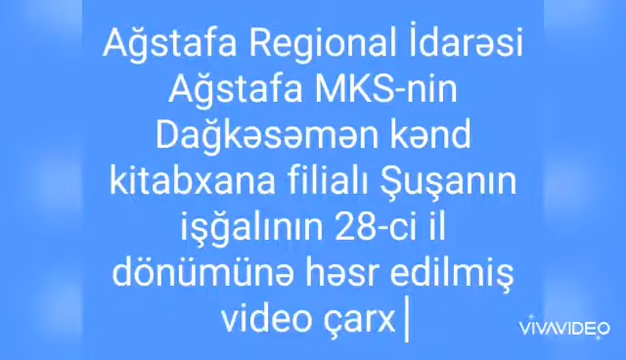 Ağstafa Regional İdarəsi
Ağstafa MKS-nin
Dağkəsəmən kənd
kitabxana filialı Şuşanın
işğalının 28-ci il
dönümünə həsr edilmiş
video çarx
VIVAVIDEO